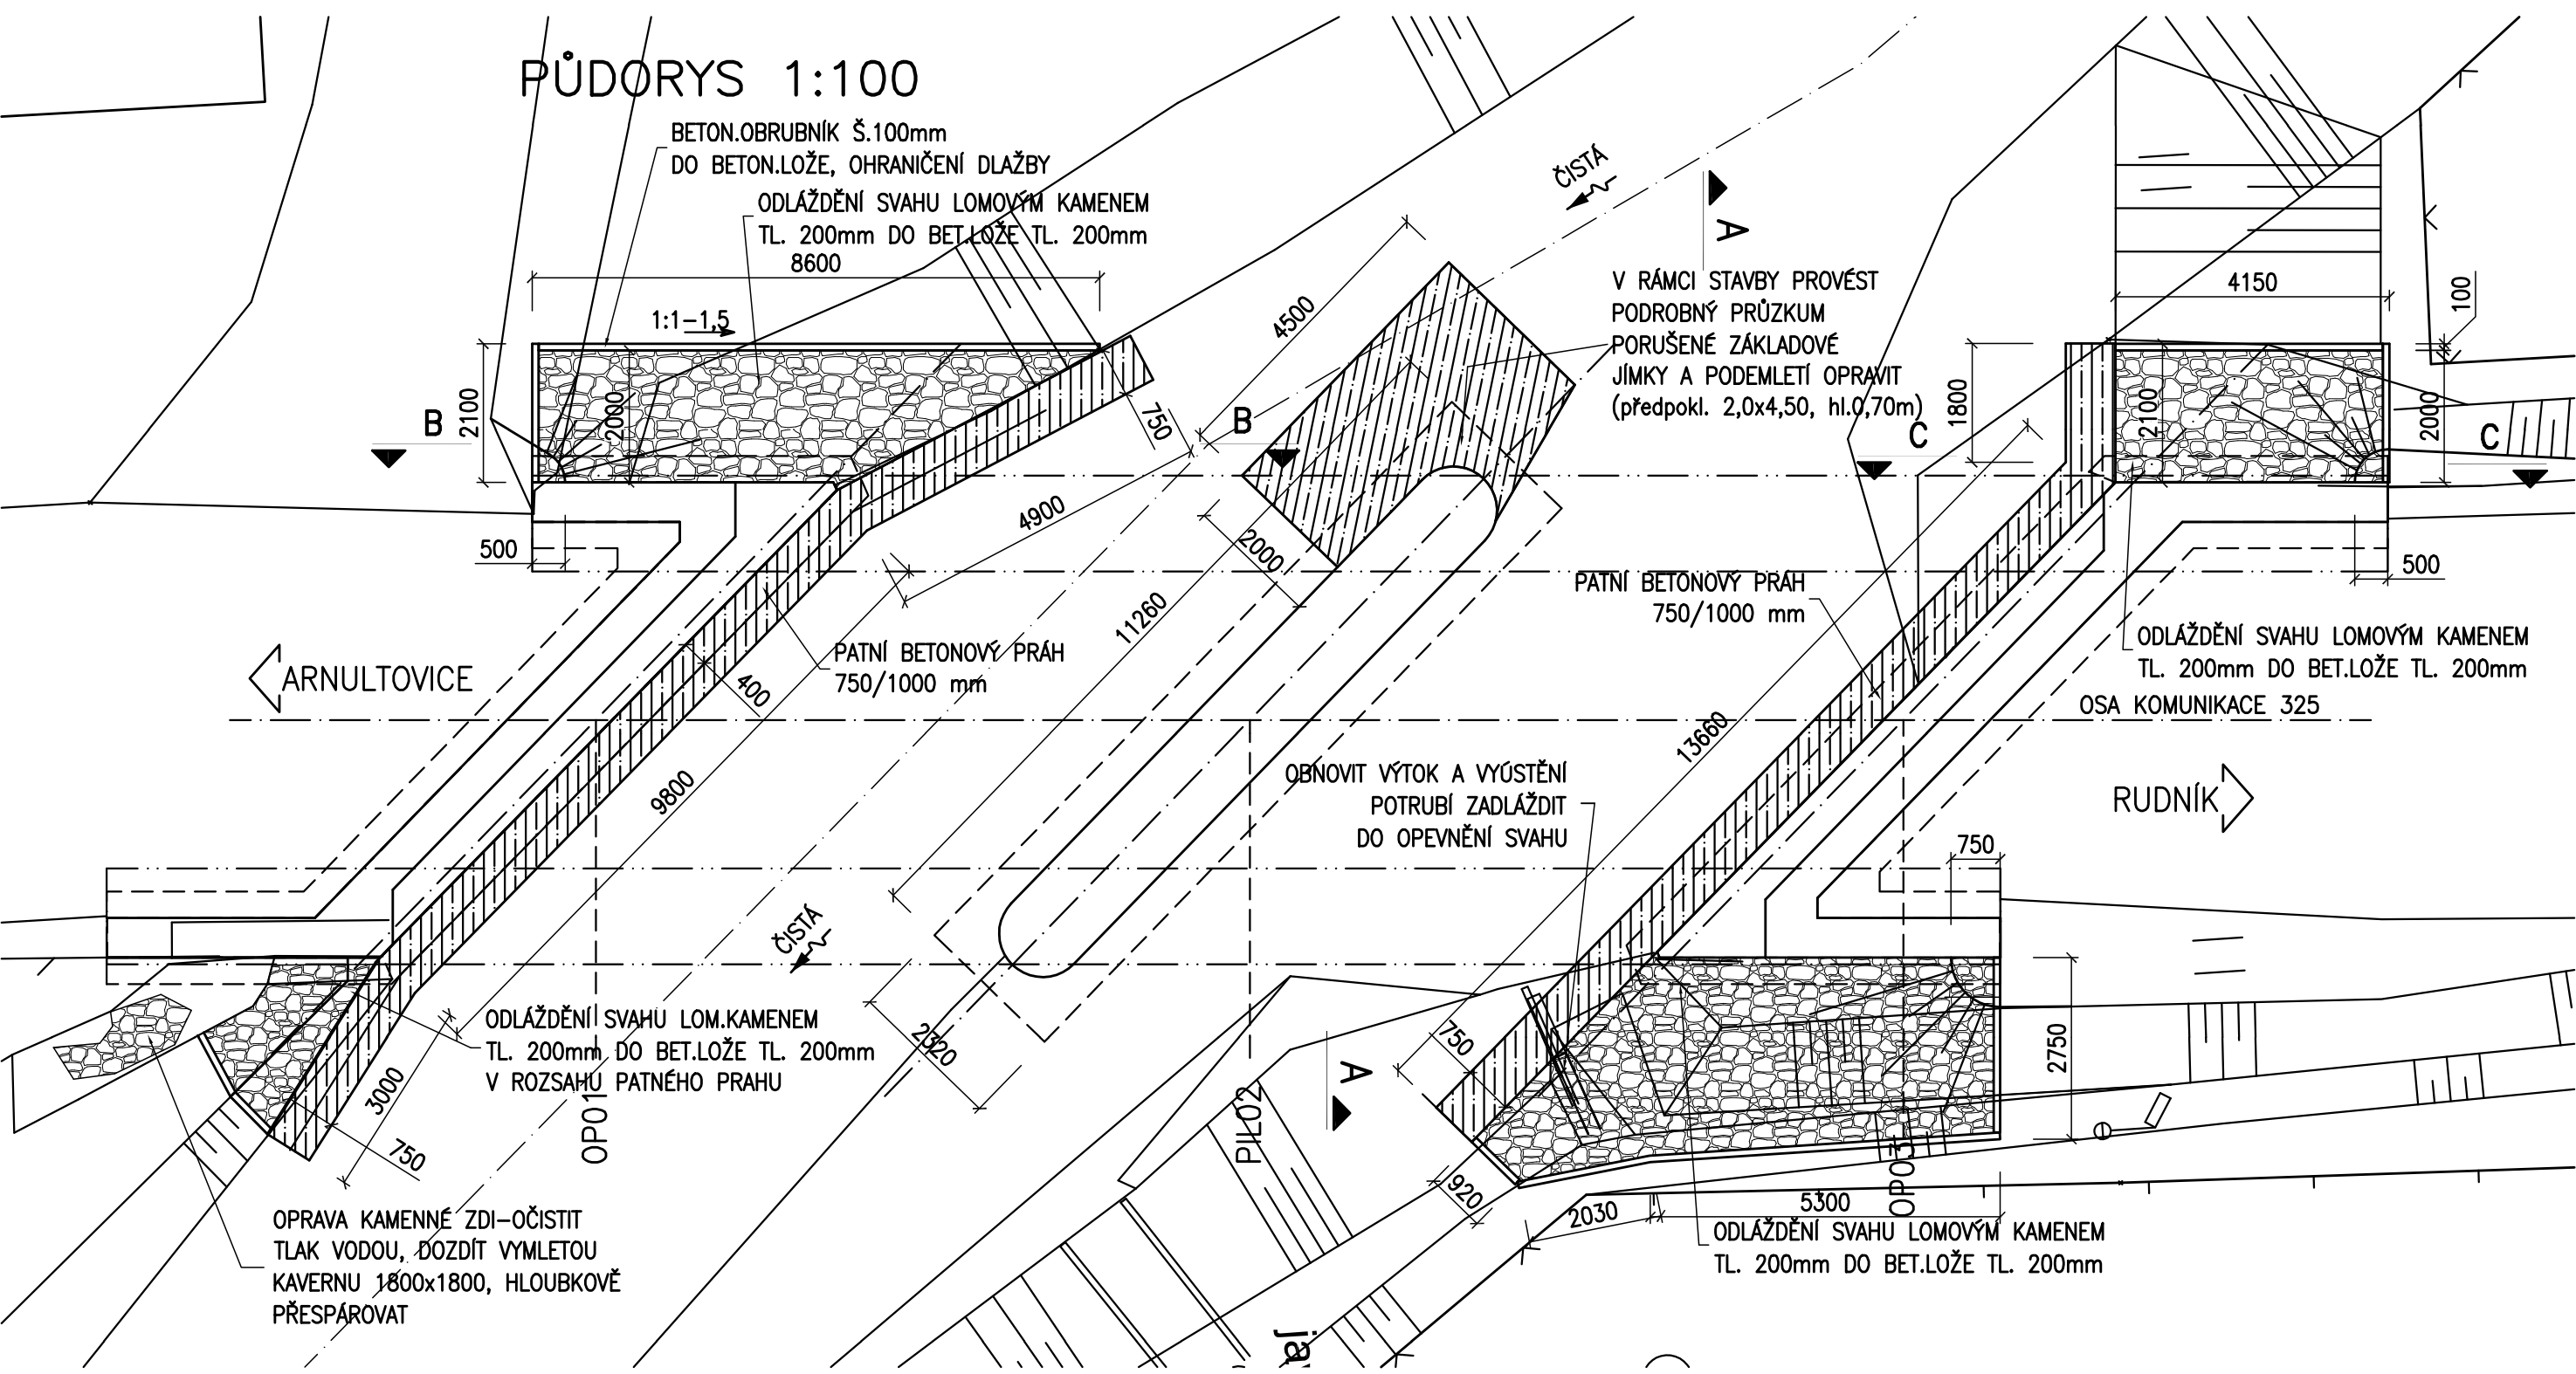 PŮDORYS 1:100
BETON.OBRUBNÍK Š.100mm
DO BETON.LOŽE, OHRANIČENÍ DLAŽBY
ODLÁŽDĚNÍ SVAHU LOMOVÝM KAMENEM
TL. 200mm DO BET.LOŽE TL. 200mm
8600
1:1-1,5
2100
2000
B
500
750
4900
ČISTÁ
A
4500
B
2000
V RÁMCI STAVBY PROVÉST
PODROBNÝ PRŮZKUM
PORUŠENÉ ZÁKLADOVÉ
JÍMKY A PODEMLETÍ OPRAVIT
(předpokl. 2,0x4,50, hl.0,70m)
4150
100
1800
2100
2000
C
C
500
ARNULTOVICE
400
PATNÍ BETONOVÝ PRÁH
750/1000 mm
11260
9800
PATNÍ BETONOVÝ PRÁH
750/1000 mm
ODLÁŽDĚNÍ SVAHU LOMOVÝM KAMENEM
TL. 200mm DO BET.LOŽE TL. 200mm
OSA KOMUNIKACE 325
13660
OBNOVIT VÝTOK A VYÚSTĚNÍ
POTRUBÍ ZADLÁŽDIT
DO OPEVNĚNÍ SVAHU
RUDNÍK
750
ČISTÁ
2320
ODLÁŽDĚNÍ SVAHU LOM.KAMENEM
TL. 200mm DO BET.LOŽE TL. 200mm
V ROZSAHU PATNÉHO PRAHU
3000
750
OP01
PIL02
A
750
2750
OP03
920
2030
5300
ODLÁŽDĚNÍ SVAHU LOMOVÝM KAMENEM
TL. 200mm DO BET.LOŽE TL. 200mm
OPRAVA KAMENNÉ ZDI-OČISTIT
TLAK VODOU, DOZDÍT VYMLETOU
KAVERNU 1800x1800, HLOUBKOVĚ
PŘESPÁROVAT